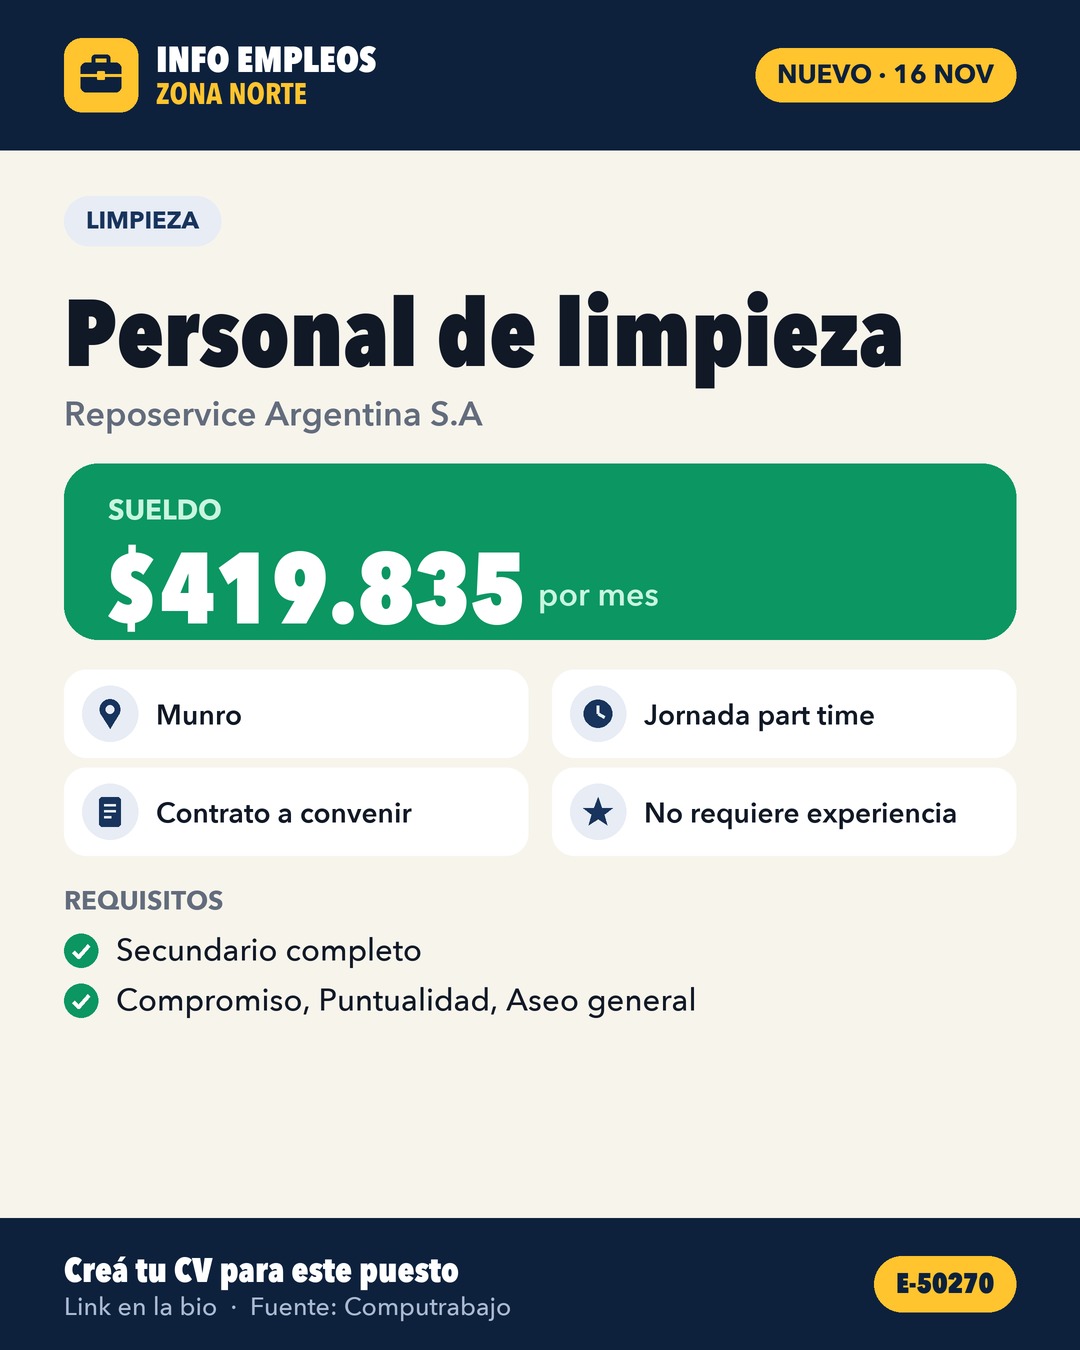 INFO EMPLEOS
ZONA NORTE
NUEVO · 16 NOV
LIMPIEZA
Personal de limpieza
Reposervice Argentina S.A
SUELDO
$419.835 por mes
Munro
Jornada part time
Contrato a convenir
No requiere experiencia
REQUISITOS
Secundario completo
Compromiso, Puntualidad, Aseo general
Creá tu CV para este puesto
Link en la bio · Fuente: Computrabajo
E-50270